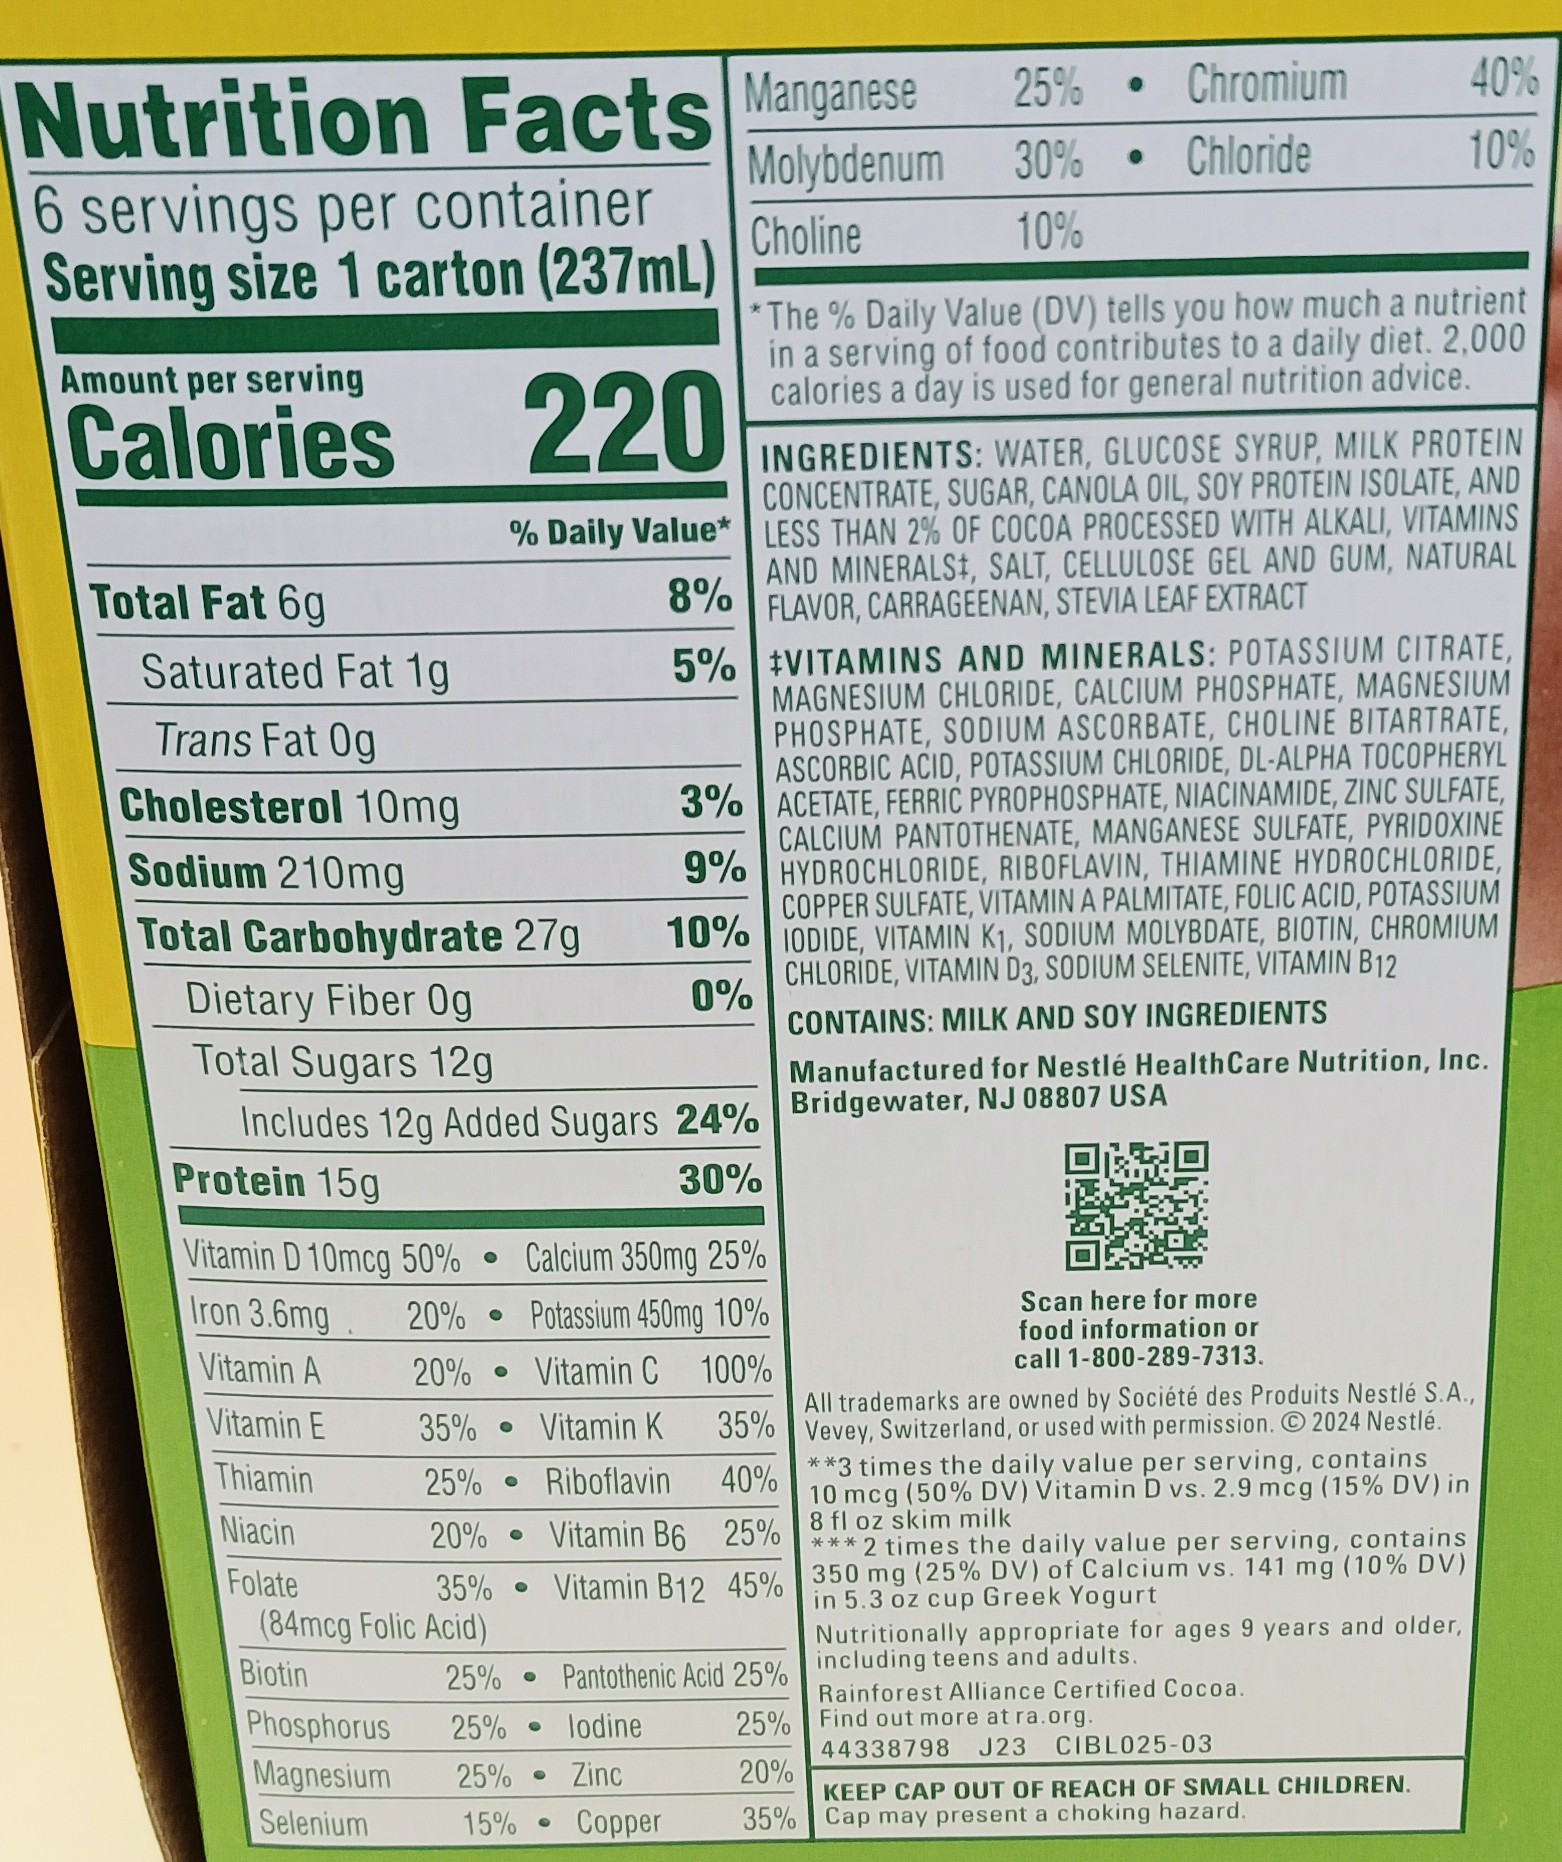 Nutrition Facts
6 servings per container
Serving size 1 carton (237mL)
Amount per serving
Calories 220
% Daily Value*
Total Fat 6g 8%
Saturated Fat 1g 5%
Trans Fat 0g
Cholesterol 10mg 3%
Sodium 210mg 9%
Total Carbohydrate 27g 10%
Dietary Fiber 0g 0%
Total Sugars 12g
Includes 12g Added Sugars 24%
Protein 15g 30%
Vitamin D 10mcg 50% • Calcium 350mg 25%
Iron 3.6mg 20% • Potassium 450mg 10%
Vitamin A 20% • Vitamin C 100%
Vitamin E 35% • Vitamin K 35%
Thiamin 25% • Riboflavin 40%
Niacin 20% • Vitamin B6 25%
Folate 35% • Vitamin B12 45%
(84mcg Folic Acid)
Biotin 25% • Pantothenic Acid 25%
Phosphorus 25% • Iodine 25%
Magnesium 25% • Zinc 20%
Selenium 15% • Copper 35%
Manganese 25% • Chromium 40%
Molybdenum 30% • Chloride 10%
Choline 10%
*The % Daily Value (DV) tells you how much a nutrient
in a serving of food contributes to a daily diet. 2,000
calories a day is used for general nutrition advice.
INGREDIENTS: WATER, GLUCOSE SYRUP, MILK PROTEIN
CONCENTRATE, SUGAR, CANOLA OIL, SOY PROTEIN ISOLATE, AND
LESS THAN 2% OF COCOA PROCESSED WITH ALKALI, VITAMINS
AND MINERALS‡, SALT, CELLULOSE GEL AND GUM, NATURAL
FLAVOR, CARRAGEENAN, STEVIA LEAF EXTRACT
‡VITAMINS AND MINERALS: POTASSIUM CITRATE,
MAGNESIUM CHLORIDE, CALCIUM PHOSPHATE, MAGNESIUM
PHOSPHATE, SODIUM ASCORBATE, CHOLINE BITARTRATE,
ASCORBIC ACID, POTASSIUM CHLORIDE, DL-ALPHA TOCOPHERYL
ACETATE, FERRIC PYROPHOSPHATE, NIACINAMIDE, ZINC SULFATE,
CALCIUM PANTOTHENATE, MANGANESE SULFATE, PYRIDOXINE
HYDROCHLORIDE, RIBOFLAVIN, THIAMINE HYDROCHLORIDE,
COPPER SULFATE, VITAMIN A PALMITATE, FOLIC ACID, POTASSIUM
IODIDE, VITAMIN K1, SODIUM MOLYBDATE, BIOTIN, CHROMIUM
CHLORIDE, VITAMIN D3, SODIUM SELENITE, VITAMIN B12
CONTAINS: MILK AND SOY INGREDIENTS
Manufactured for Nestlé HealthCare Nutrition, Inc.
Bridgewater, NJ 08807 USA
Scan here for more
food information or
call 1-800-289-7313.
All trademarks are owned by Société des Produits Nestlé S.A.,
Vevey, Switzerland, or used with permission. © 2024 Nestlé.
**3 times the daily value per serving, contains
10 mcg (50% DV) Vitamin D vs. 2.9 mcg (15% DV) in
8 fl oz skim milk
***2 times the daily value per serving, contains
350 mg (25% DV) of Calcium vs. 141 mg (10% DV)
in 5.3 oz cup Greek Yogurt
Nutritionally appropriate for ages 9 years and older,
including teens and adults.
Rainforest Alliance Certified Cocoa.
Find out more at ra.org.
44338798 J23 CIBL025-03
KEEP CAP OUT OF REACH OF SMALL CHILDREN.
Cap may present a choking hazard.